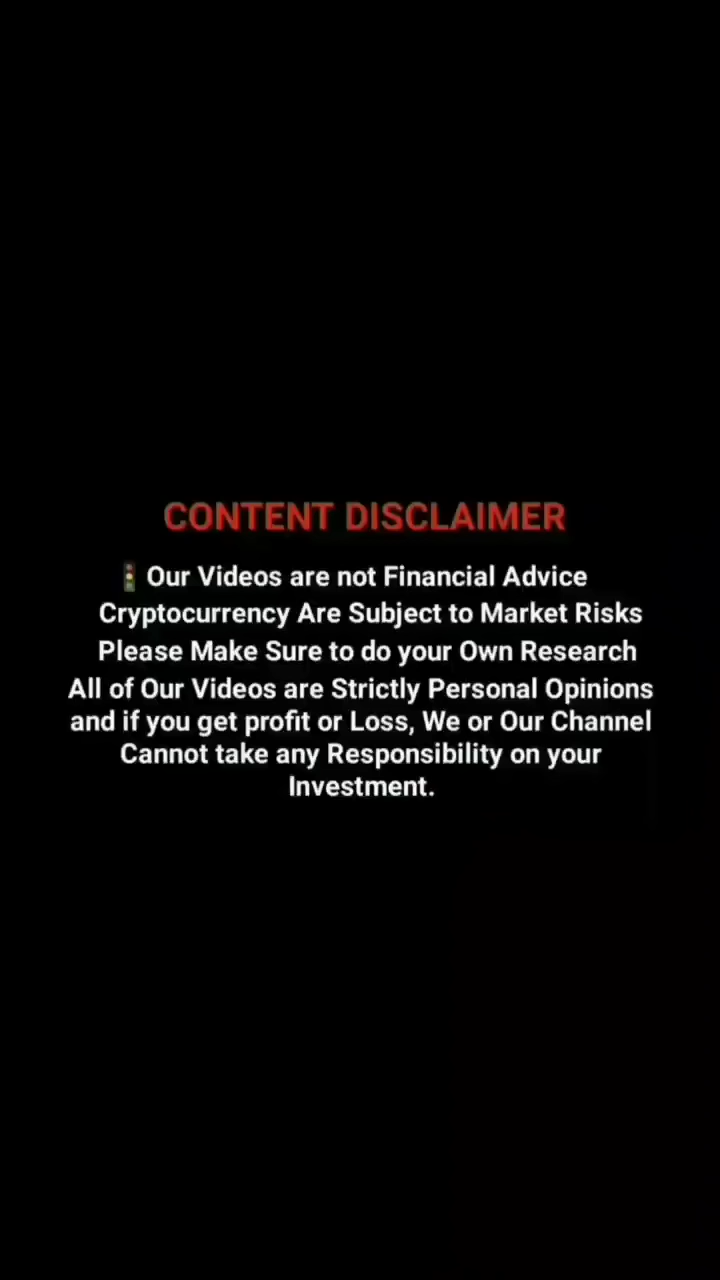 CONTENT DISCLAIMER
🚦 Our Videos are not Financial Advice
Cryptocurrency Are Subject to Market Risks
Please Make Sure to do your Own Research
All of Our Videos are Strictly Personal Opinions
and if you get profit or Loss, We or Our Channel
Cannot take any Responsibility on your
Investment.